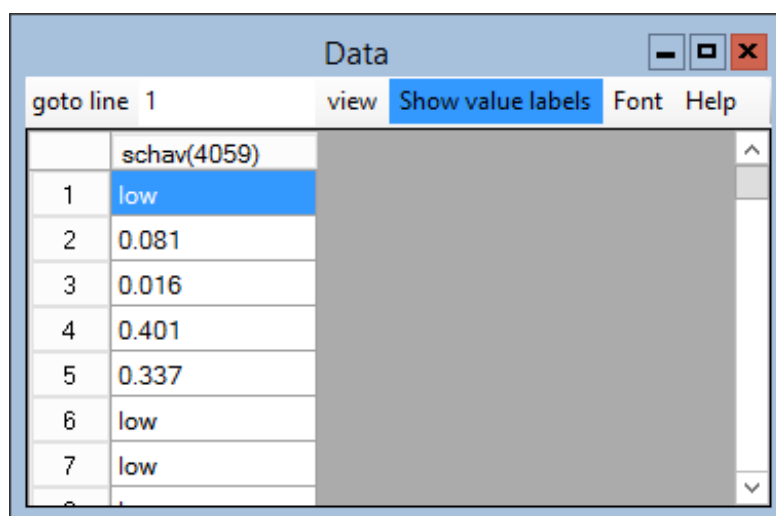 Data
goto line 1 view Show value labels Font Help
schav(4059)
1 low
2 0.081
3 0.016
4 0.401
5 0.337
6 low
7 low